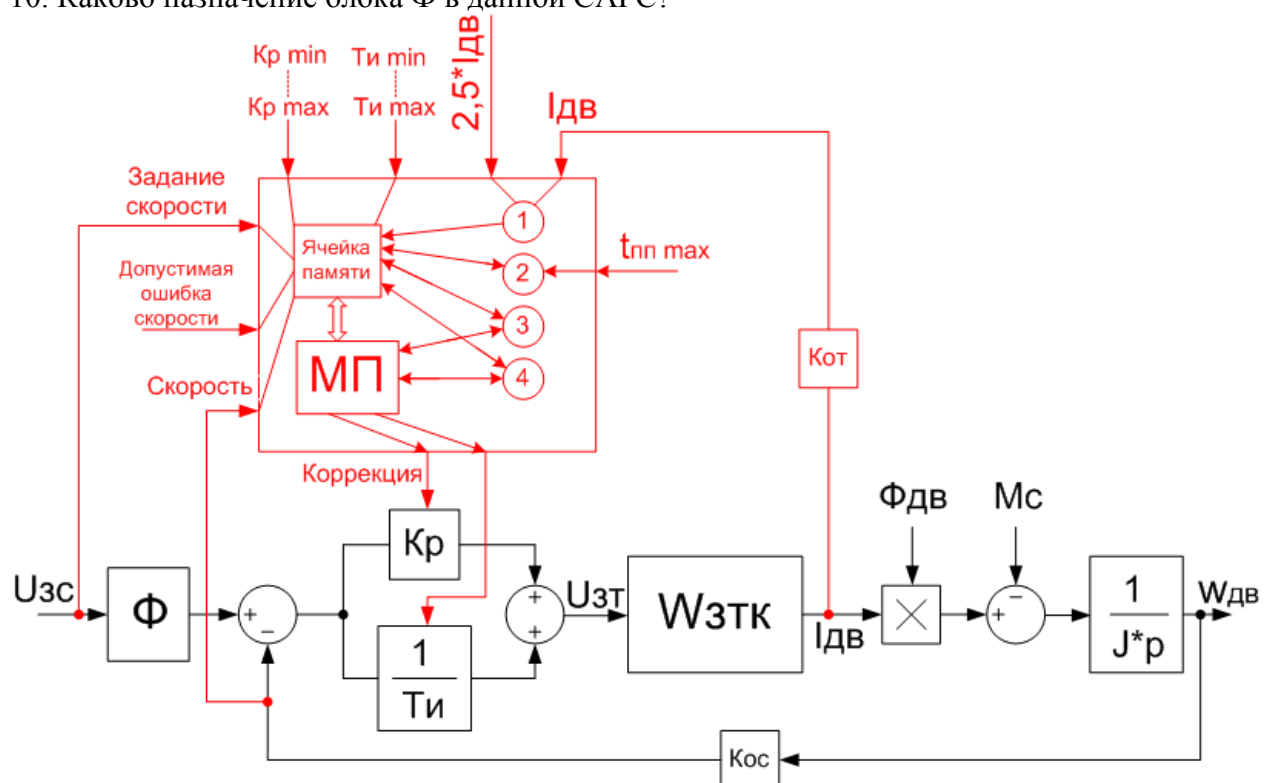 10. Каково назначение блока Ф в данной САРС?
Кр min
Кр max
Ти min
Ти max
2,5*Iдв
Iдв
Задание
скорости
Допустимая
ошибка
скорости
Скорость
Ячейка
памяти
МП
1
2
3
4
tпп max
Кот
Коррекция
Uзс
Ф
+
−
Кр
1
Ти
+
+
Uзт
Wзтк
Iдв
Фдв
×
Мс
+
−
1
J*p
wдв
Кос